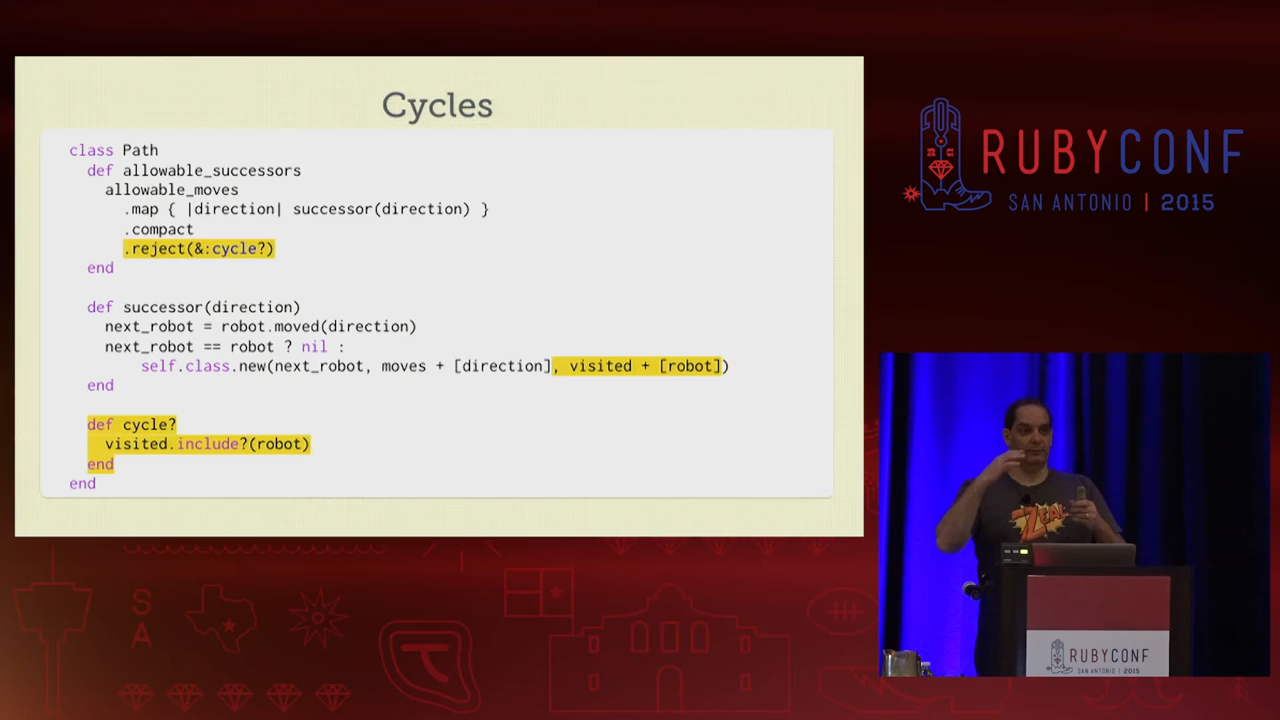 Cycles
class Path
  def allowable_successors
    allowable_moves
      .map { |direction| successor(direction) }
      .compact
      .reject(&:cycle?)
  end

  def successor(direction)
    next_robot = robot.moved(direction)
    next_robot == robot ? nil :
        self.class.new(next_robot, moves + [direction], visited + [robot])
  end

  def cycle?
    visited.include?(robot)
  end
end
RUBYCONF
SAN ANTONIO | 2015
ZEAL
RUBYCONF
SAN ANTONIO | 2015
S
A